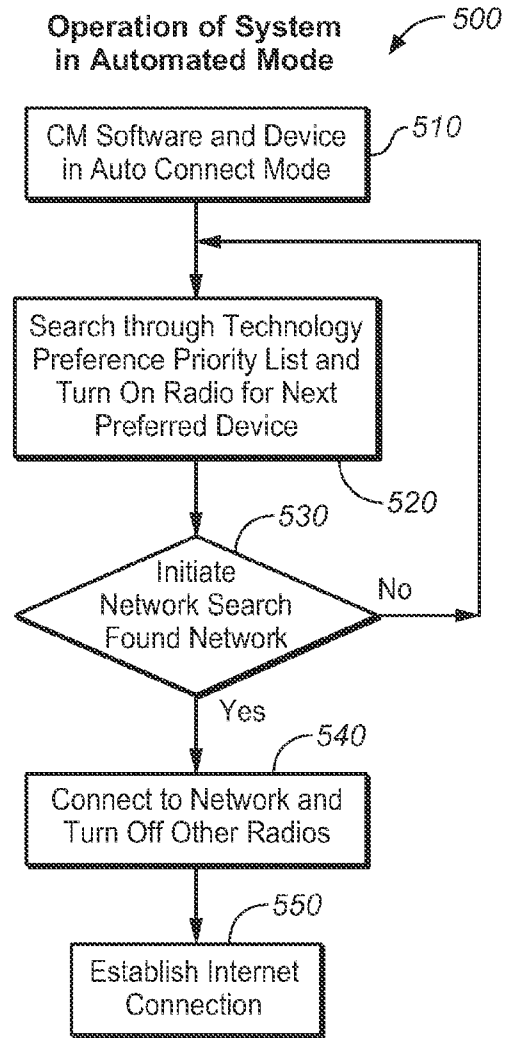 Operation of System
in Automated Mode
500
CM Software and Device
in Auto Connect Mode
510
Search through Technology
Preference Priority List and
Turn On Radio for Next
Preferred Device
520
530
Initiate
Network Search
Found Network
No
Yes
540
Connect to Network and
Turn Off Other Radios
550
Establish Internet
Connection